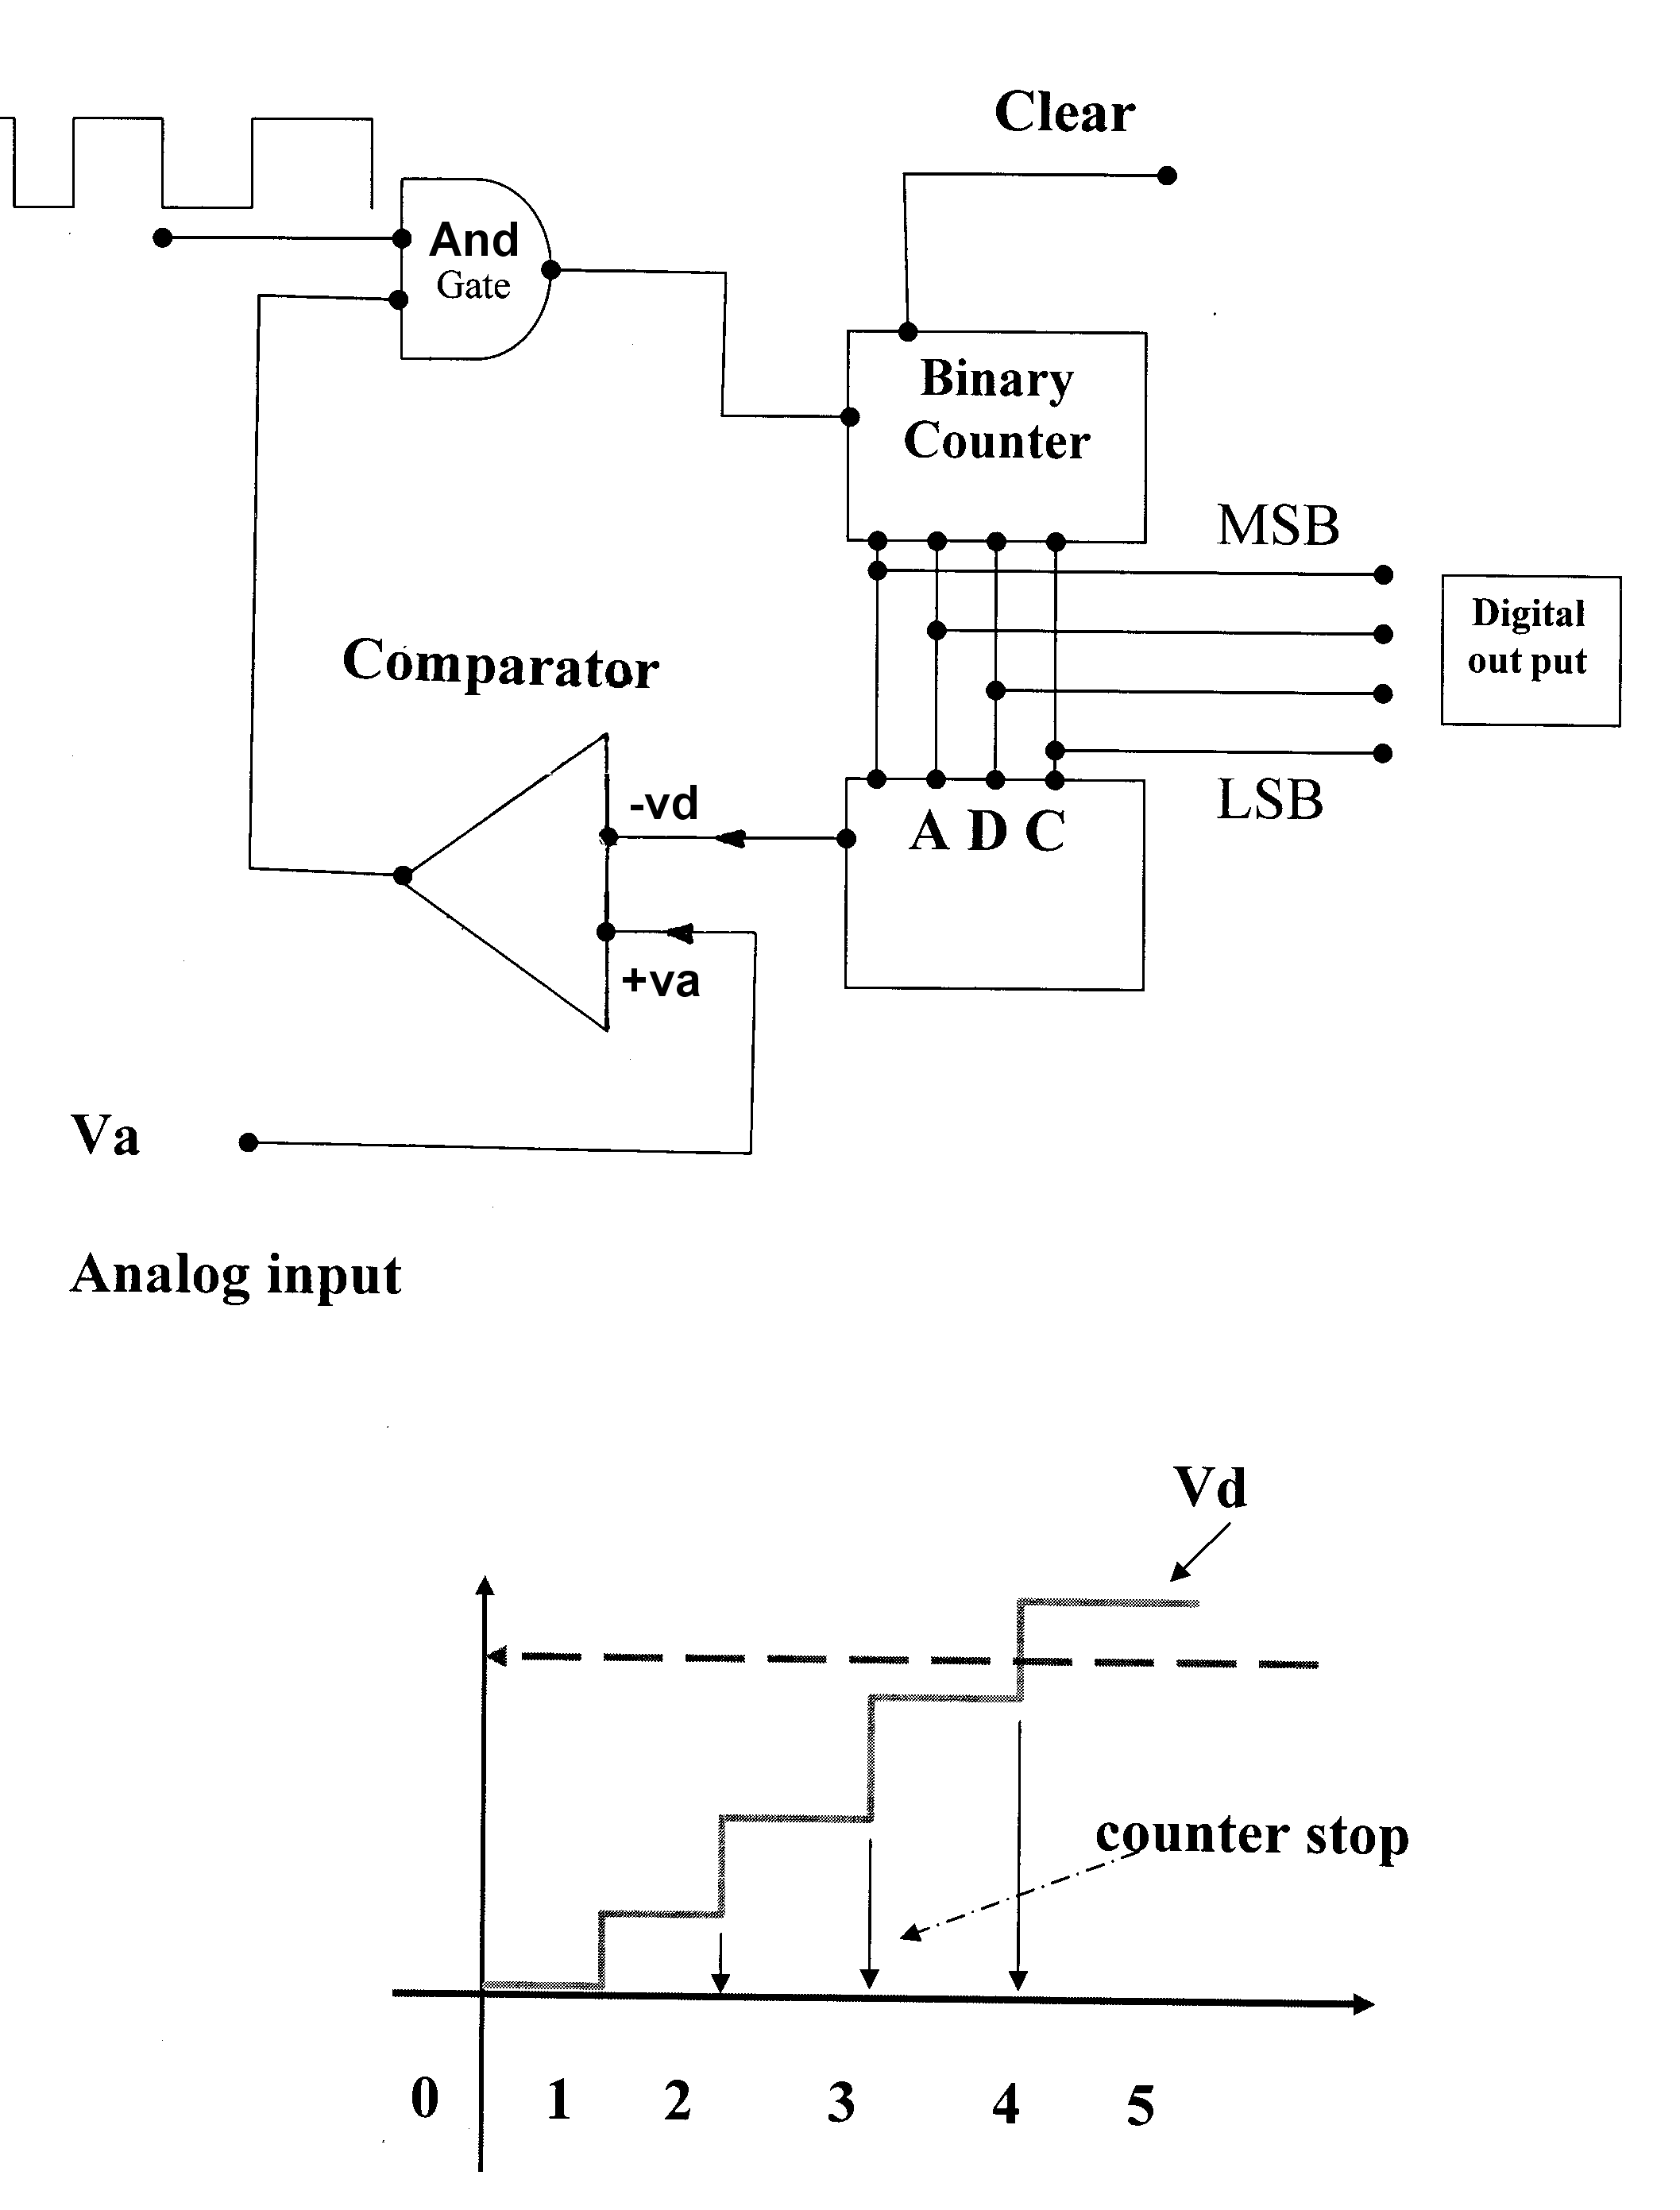 Clear
And
Gate
Binary
Counter
MSB
Digital
out put
Comparator
-vd
A D C
LSB
+va
Va
Analog input
Vd
counter stop
0 1 2 3 4 5